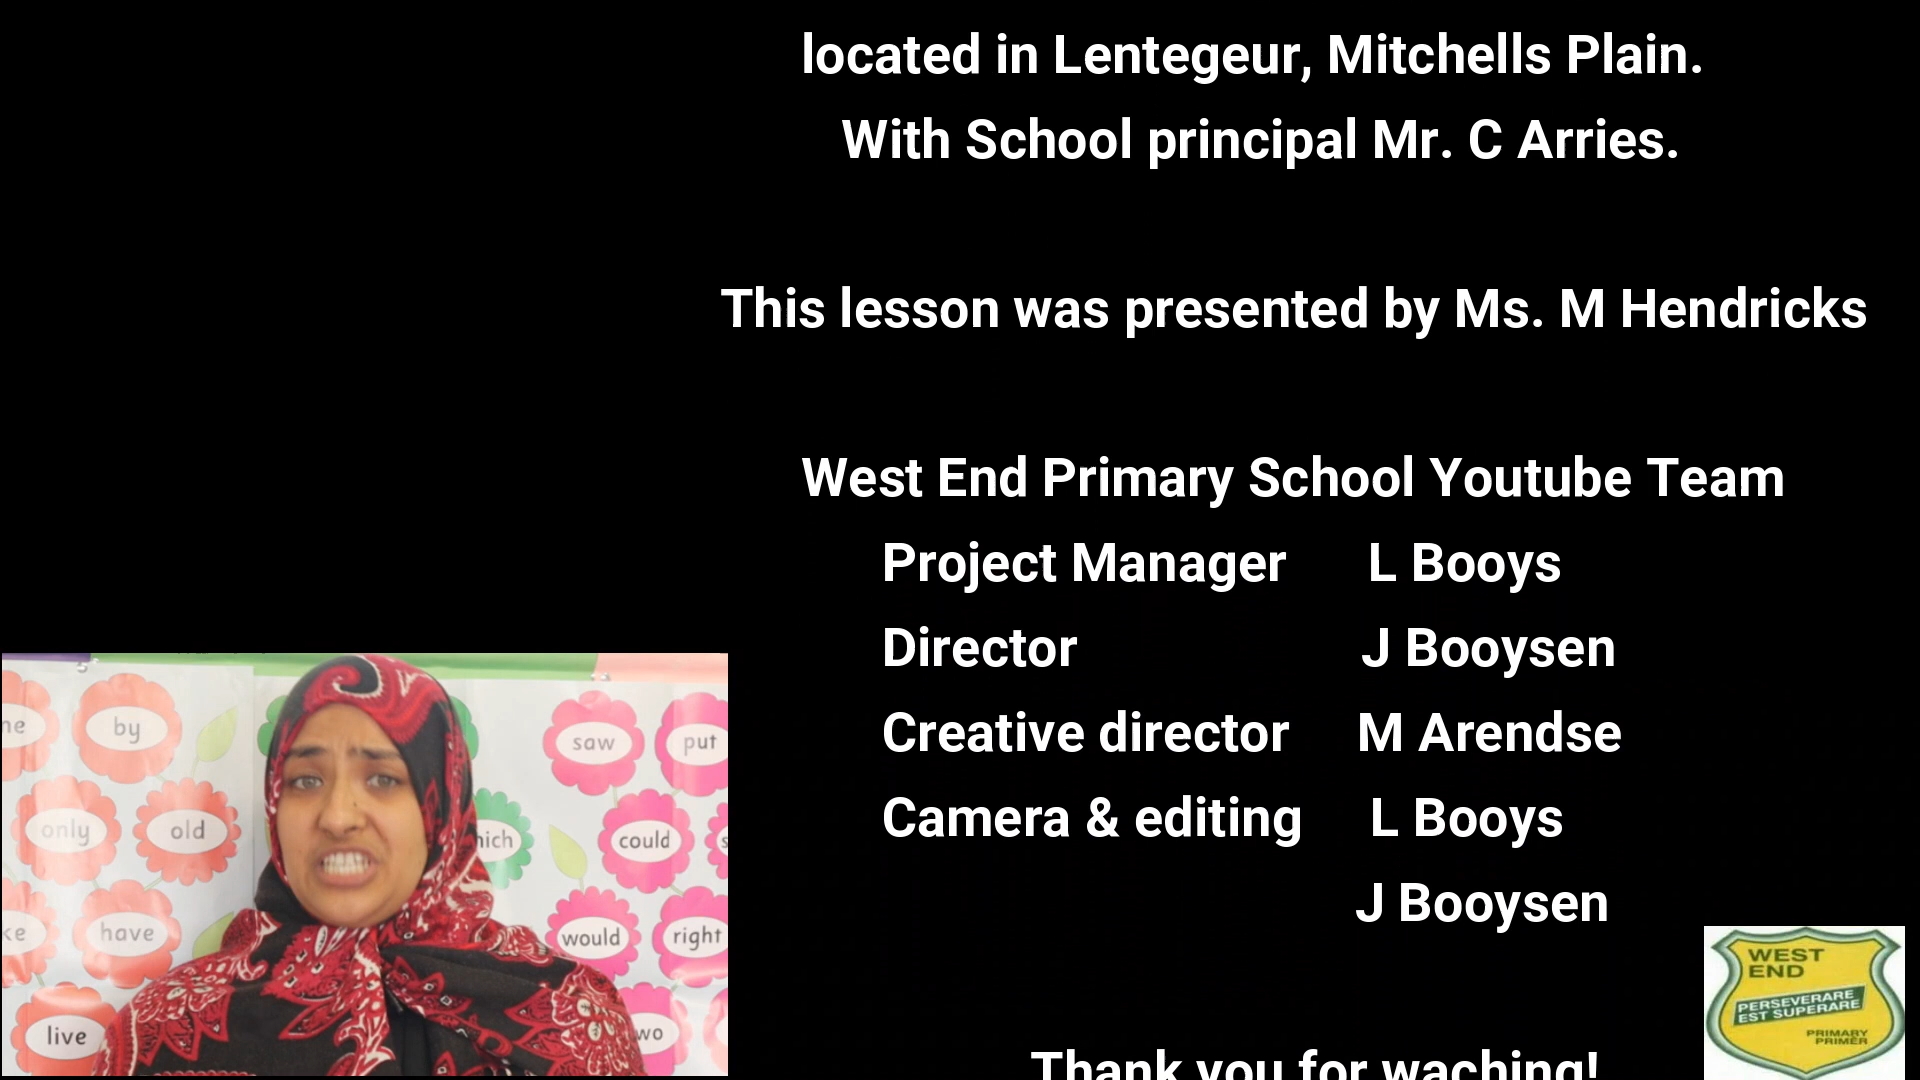 located in Lentegeur, Mitchells Plain.
With School principal Mr. C Arries.
This lesson was presented by Ms. M Hendricks
West End Primary School Youtube Team
Project Manager L Booys
Director J Booysen
Creative director M Arendse
Camera & editing L Booys
J Booysen
Thank you for waching!
by
saw
put
only
old
could
have
would
right
live
WEST
END
PERSEVERARE
EST SUPERARE
PRIMARY
PRIMÊR